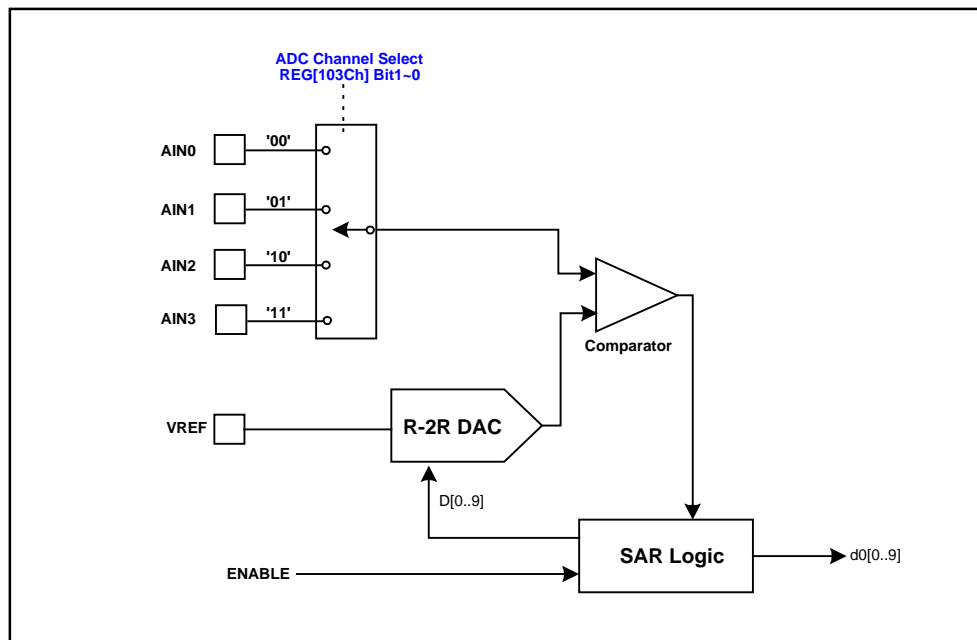 ADC Channel Select
REG[103Ch] Bit1~0
AIN0
'00'
AIN1
'01'
AIN2
'10'
AIN3
'11'
Comparator
VREF
R-2R DAC
D[0..9]
SAR Logic
d0[0..9]
ENABLE